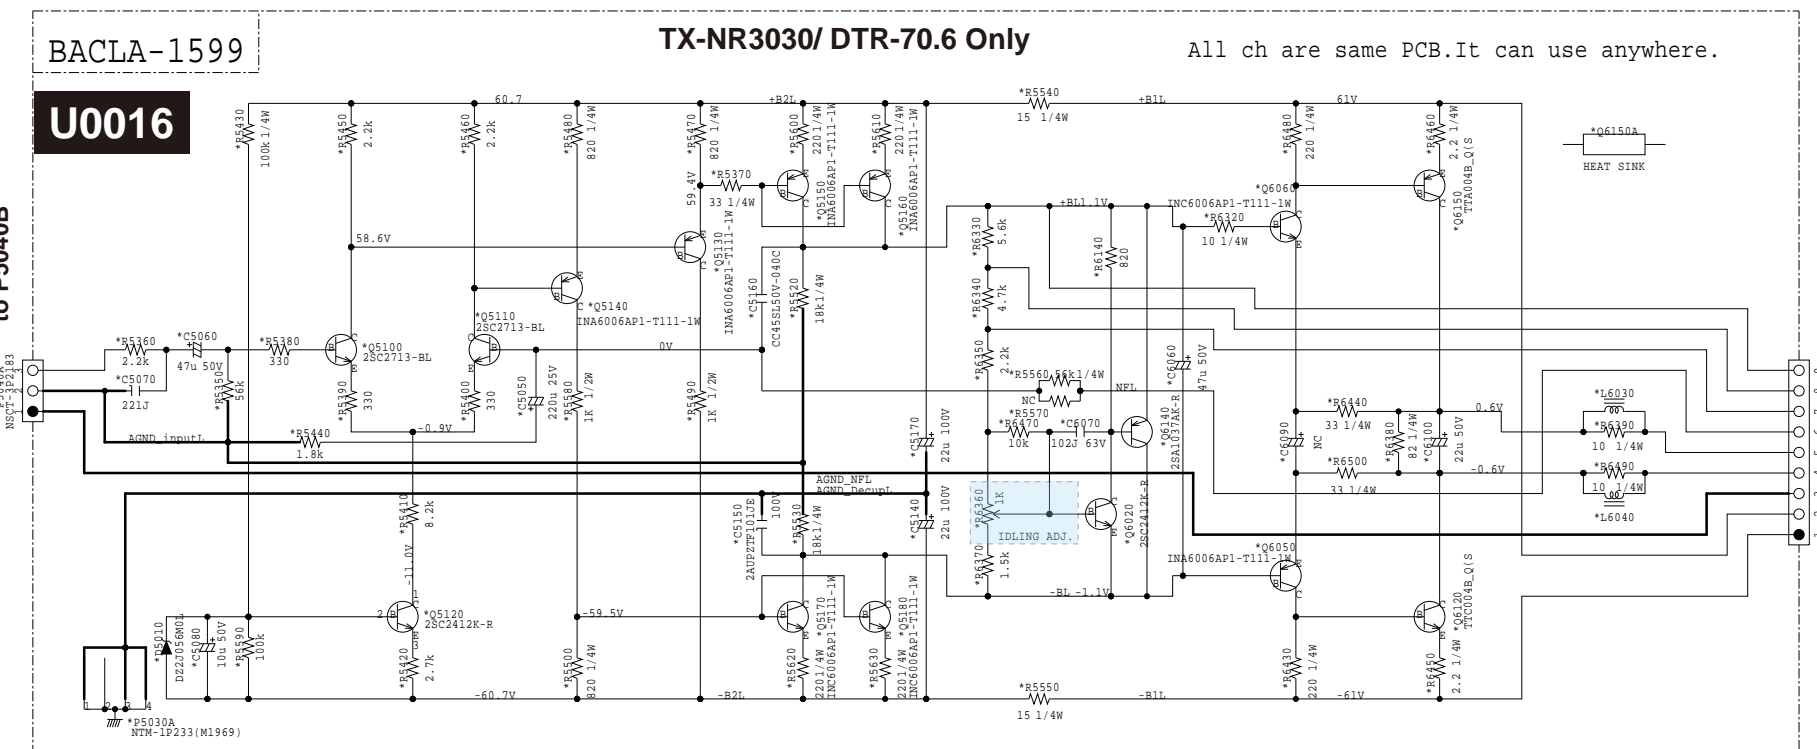 BACLA-1599
TX-NR3030/ DTR-70.6 Only
All ch are same PCB.It can use anywhere.
U0016
to P5040B
NSCT-3P2183
3
2
1
*R5360
2.2k
*C5070
221J
*C5060
47u 50V
*R5350
56k
*R5380
330
AGND_inputL
*R5440
1.8k
*R5430
100k 1/4W
*R5450
2.2k
*R5460
2.2k
60.7
*R5480
820 1/4W
*R5470
820 1/4W
58.6V
*Q5100
2SC2713-BL
*Q5110
2SC2713-BL
*R5390
330
*R5400
330
-0.9V
*C5050
220u 25V
*Q5140
INA6006AP1-T111-1W
*R5580
1K 1/2W
*R5490
1K 1/2W
0V
59.4V
*Q5130
INA6006AP1-T111-1W
*R5370
33 1/4W
+B2L
*R5600
220 1/4W
*Q5150
INA6006AP1-T111-1W
*R5610
220 1/4W
*Q5160
INA6006AP1-T111-1W
*C5160
CC45SL50V-040C
*R5520
18k1/4W
*C5170
22u 100V
AGND_NFL
AGND_DecupL
*C5150
100V
2AUPZTF101JE
*R5530
18k1/4W
*C5140
22u 100V
*R5410
8.2k
-11.0V
*Q5120
2SC2412K-R
1
2
3
*R5420
2.7k
*D5010
DZ2J056M0L
*C5080
10u 50V
*R5590
100k
-60.7V
-59.5V
*R5500
820 1/4W
-B2L
*Q5170
INC6006AP1-T111-1W
*R5620
220 1/4W
*Q5180
INC6006AP1-T111-1W
*R5630
220 1/4W
1 2 3 4
*P5030A
NTM-1P233(M1969)
*R5540
15 1/4W
+B1L
61V
+BL1.1V
*R6330
5.6k
*R6340
4.7k
*R6350
2.2k
*R6140
820
*R5560 56k1/4W
NFL
NC
*R5570
*R6470
10k
*C6070
102J 63V
*Q6140
2SA1037AK-R
*C6060
47u 50V
*R6360
1K
IDLING ADJ.
*Q6020
2SC2412K-R
*R6370
1.5k
-BL -1.1V
*R5550
15 1/4W
-B1L
-61V
*R6480
220 1/4W
*R6460
2.2 1/4W
*Q6060
INC6006AP1-T111-1W
*R6320
10 1/4W
*Q6150
TTA004B_Q(S
*Q6150A
HEAT SINK
*C6090
NC
*R6440
33 1/4W
*R6380
82 1/4W
*C6100
22u 50V
*R6500
33 1/4W
0.6V
-0.6V
*L6030
*R6390
10 1/4W
*R6490
10 1/4W
*L6040
*Q6050
INA6006AP1-T111-1W
*Q6120
TTC004B_Q(S
*R6430
220 1/4W
*R6450
2.2 1/4W